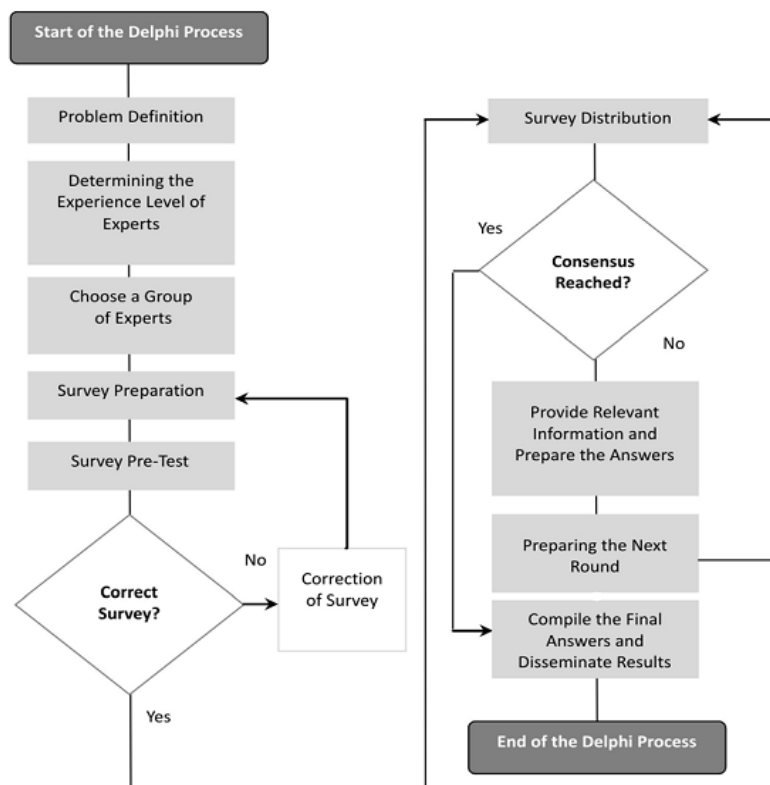 Start of the Delphi Process
Problem Definition
Determining the
Experience Level of
Experts
Choose a Group
of Experts
Survey Preparation
Survey Pre-Test
Correct
Survey?
No
Correction
of Survey
Yes
Survey Distribution
Yes
Consensus
Reached?
No
Provide Relevant
Information and
Prepare the Answers
Preparing the Next
Round
Compile the Final
Answers and
Disseminate Results
End of the Delphi Process